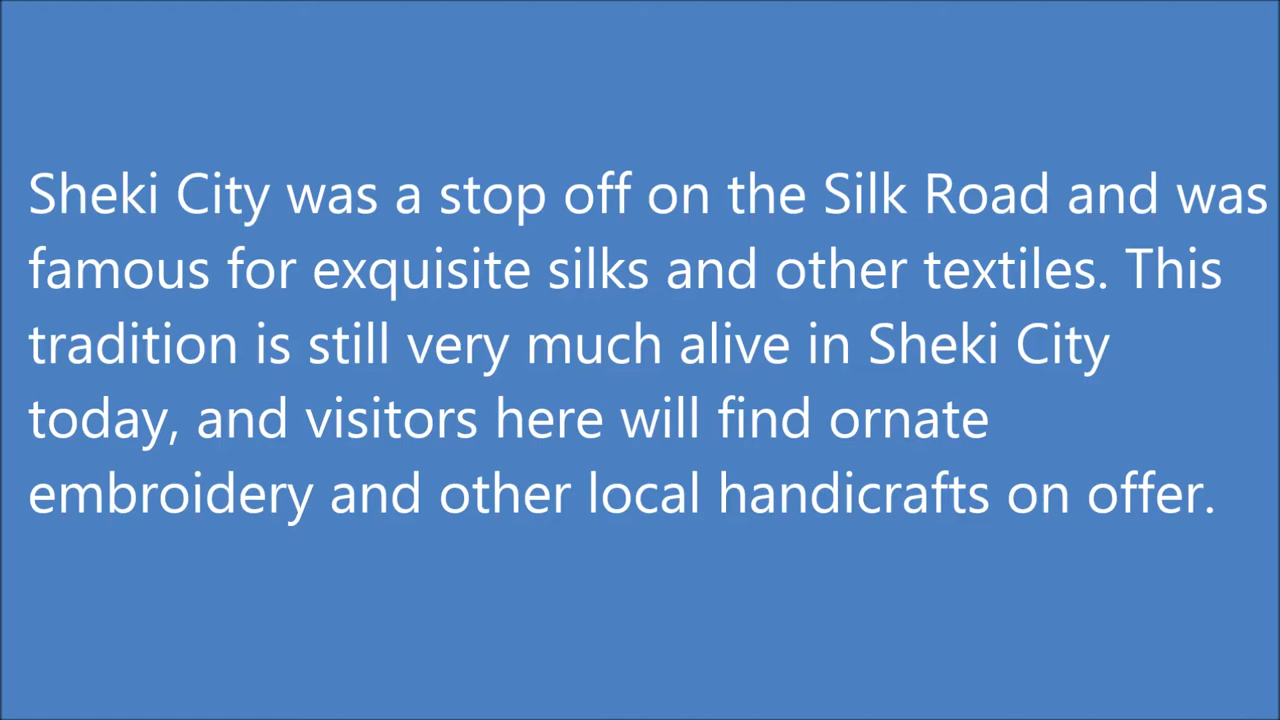 Sheki City was a stop off on the Silk Road and was
famous for exquisite silks and other textiles. This
tradition is still very much alive in Sheki City
today, and visitors here will find ornate
embroidery and other local handicrafts on offer.